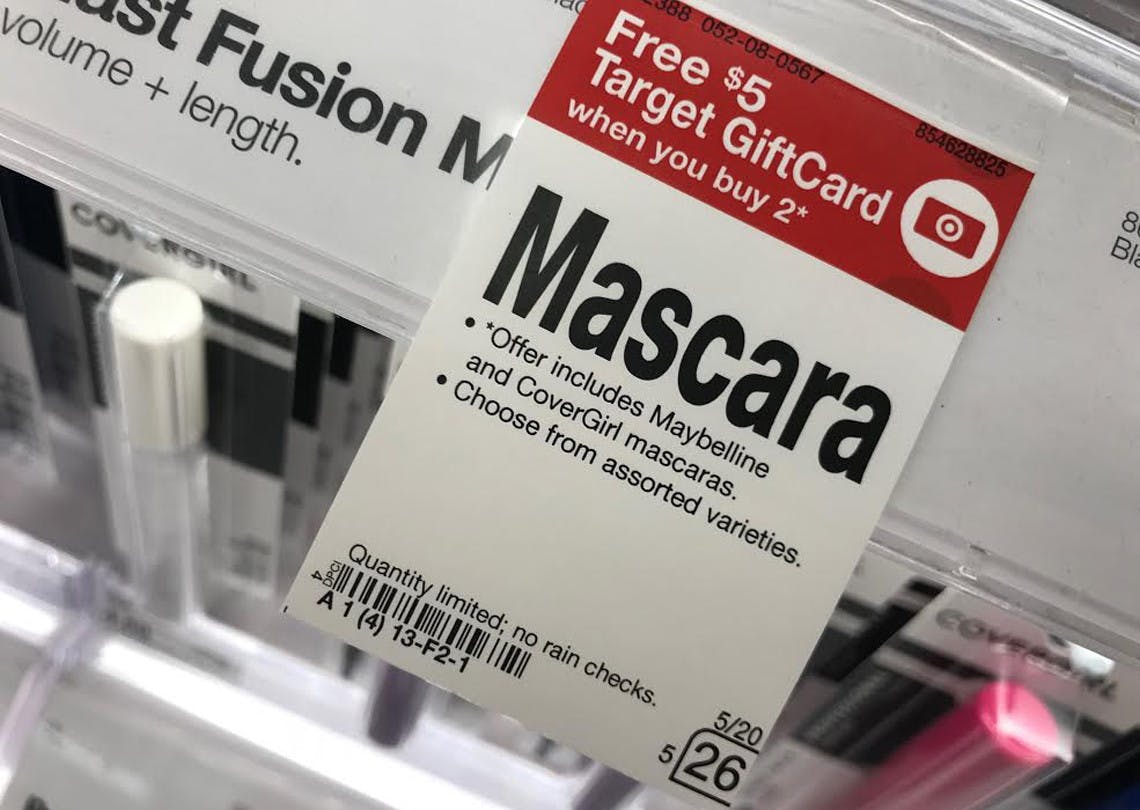 Fusion
volume + length.
052-08-0567
854628825
Free $5
Target GiftCard
when you buy 2*
Mascara
• *Offer includes Maybelline
and CoverGirl mascaras.
• Choose from assorted varieties.
Quantity limited; no rain checks.
DPCI
4
A 1 (4) 13-F2-1
5/20
5 26
COVERGIRL
COVERGIRL